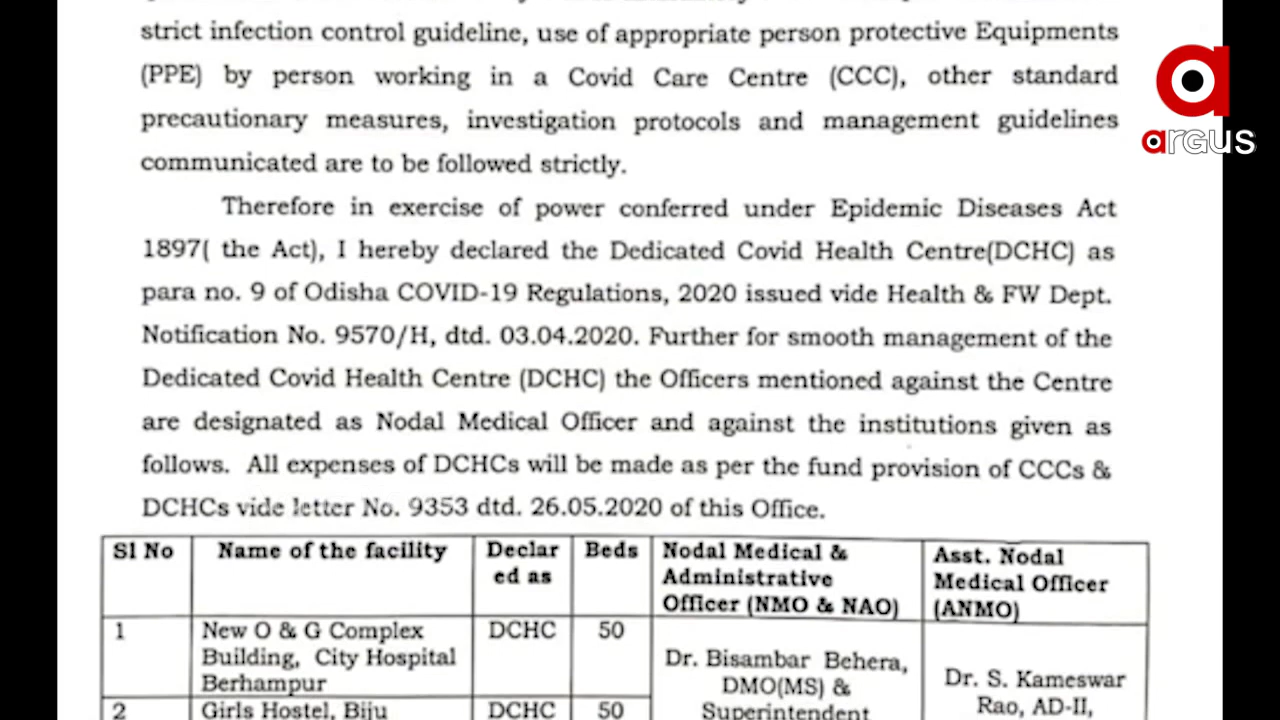 strict infection control guideline, use of appropriate person protective Equipments
(PPE) by person working in a Covid Care Centre (CCC), other standard
precautionary measures, investigation protocols and management guidelines
communicated are to be followed strictly.
Therefore in exercise of power conferred under Epidemic Diseases Act
1897( the Act), I hereby declared the Dedicated Covid Health Centre(DCHC) as
para no. 9 of Odisha COVID-19 Regulations, 2020 issued vide Health & FW Dept.
Notification No. 9570/H, dtd. 03.04.2020. Further for smooth management of the
Dedicated Covid Health Centre (DCHC) the Officers mentioned against the Centre
are designated as Nodal Medical Officer and against the institutions given as
follows. All expenses of DCHCs will be made as per the fund provision of CCCs &
DCHCs vide letter No. 9353 dtd. 26.05.2020 of this Office.
Sl No
Name of the facility
Declar
ed as
Beds
Nodal Medical &
Administrative
Officer (NMO & NAO)
Asst. Nodal
Medical Officer
(ANMO)
1
New O & G Complex
Building, City Hospital
Berhampur
DCHC
50
Dr. Bisambar Behera,
DMO(MS) &
Superintendent
Dr. S. Kameswar
Rao, AD-II,
2
Girls Hostel, Biju
DCHC
50
argus